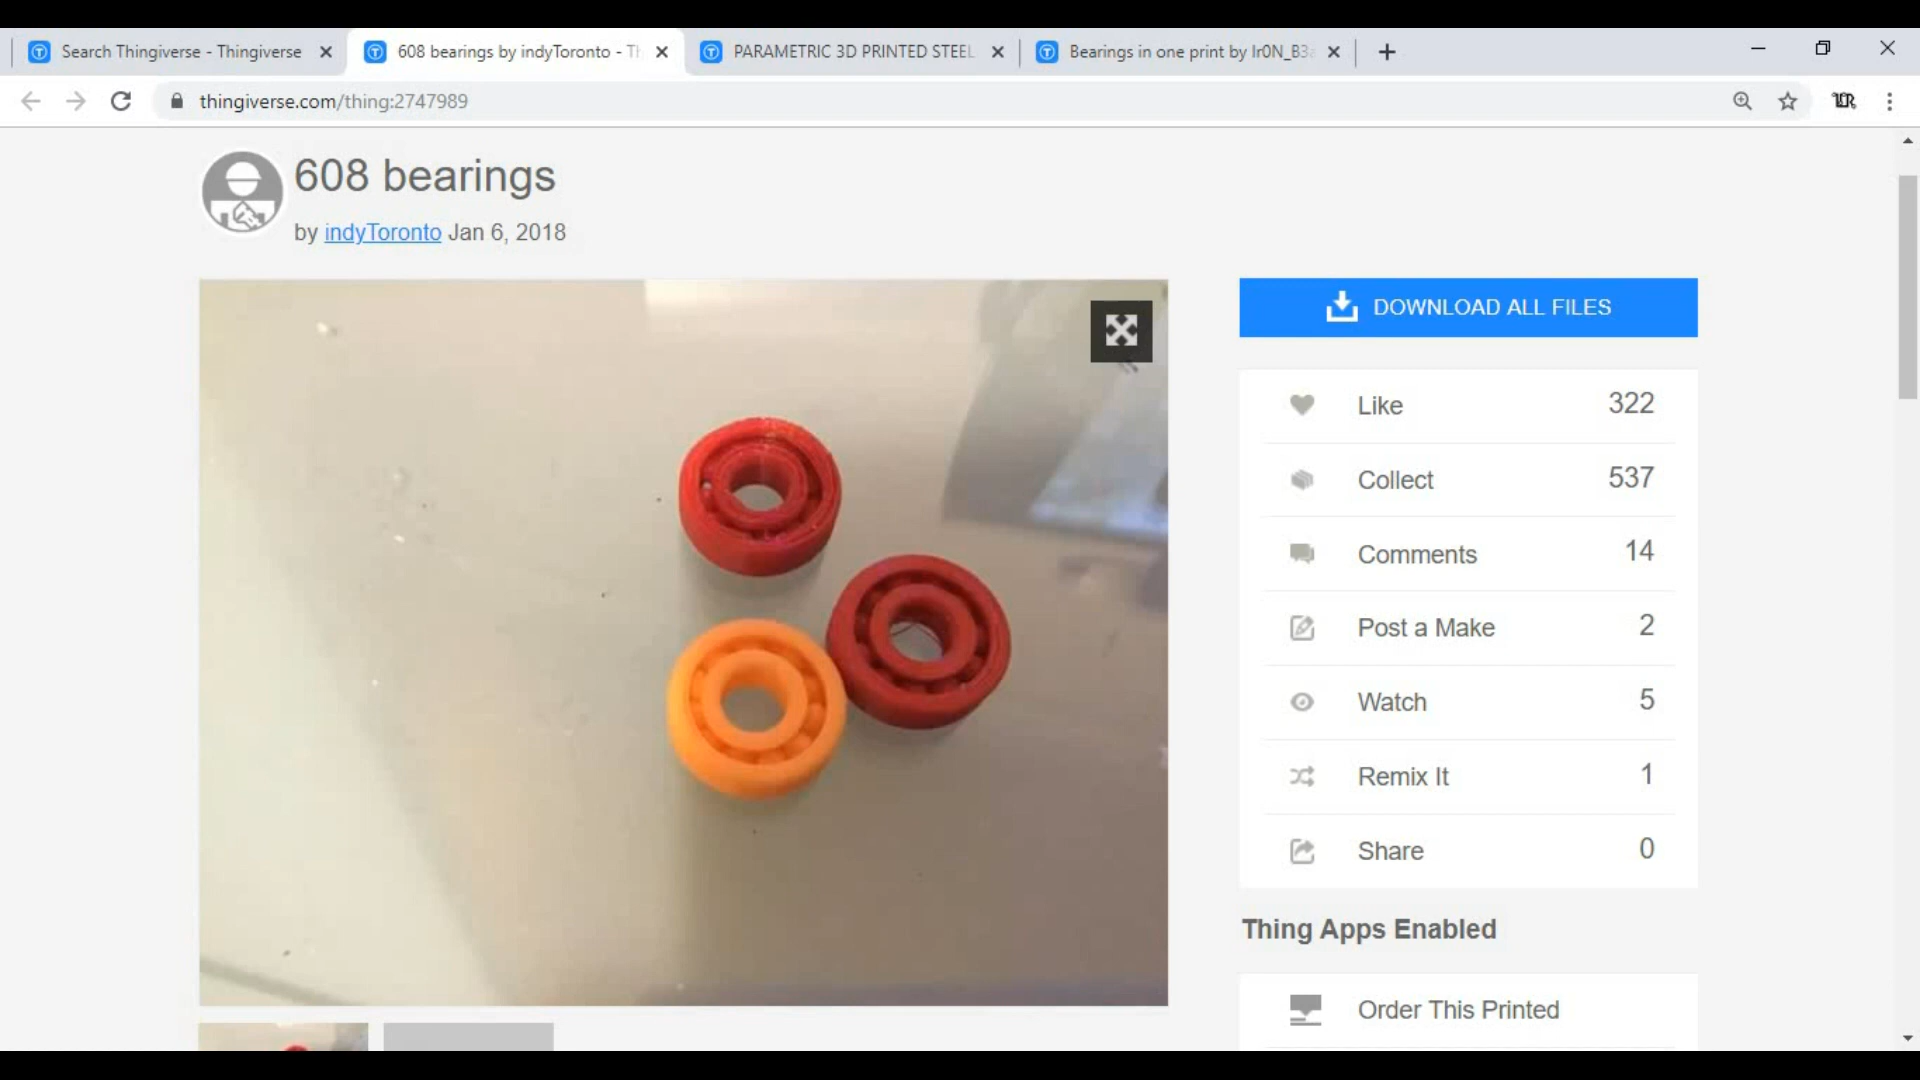 Search Thingiverse - Thingiverse
608 bearings by indyToronto - Th
PARAMETRIC 3D PRINTED STEEL
Bearings in one print by Ir0N_B3a
thingiverse.com/thing:2747989
608 bearings
by indyToronto Jan 6, 2018
DOWNLOAD ALL FILES
Like 322
Collect 537
Comments 14
Post a Make 2
Watch 5
Remix It 1
Share 0
Thing Apps Enabled
Order This Printed